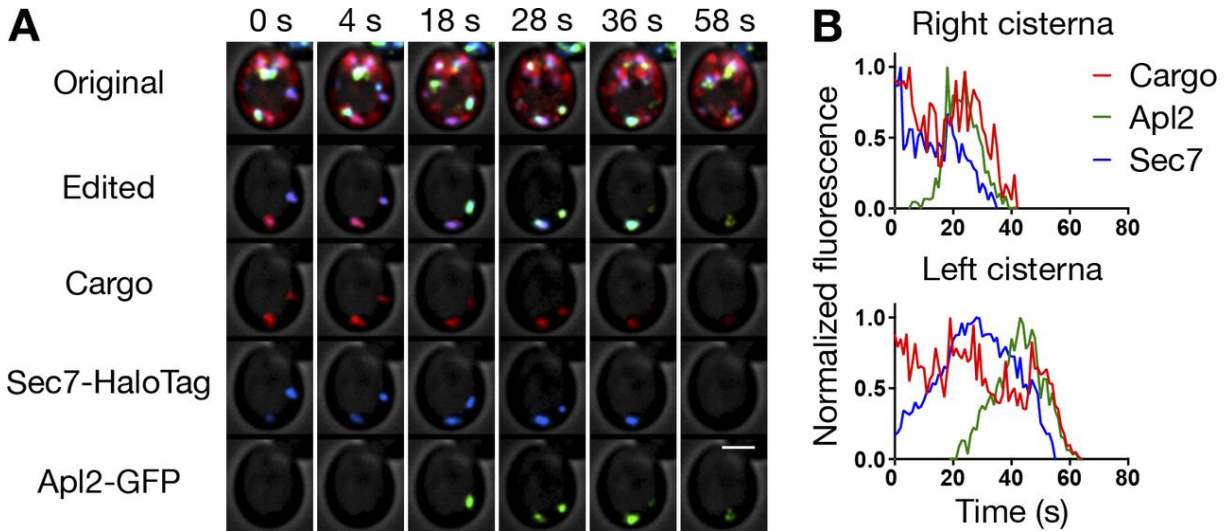 A
0 s 4 s 18 s 28 s 36 s 58 s
Original
Edited
Cargo
Sec7-HaloTag
Apl2-GFP
B
Right cisterna
Cargo
Apl2
Sec7
1.0
0.5
0.0
0 20 40 60 80
Left cisterna
1.0
0.5
0.0
0 20 40 60 80
Normalized fluorescence
Time (s)